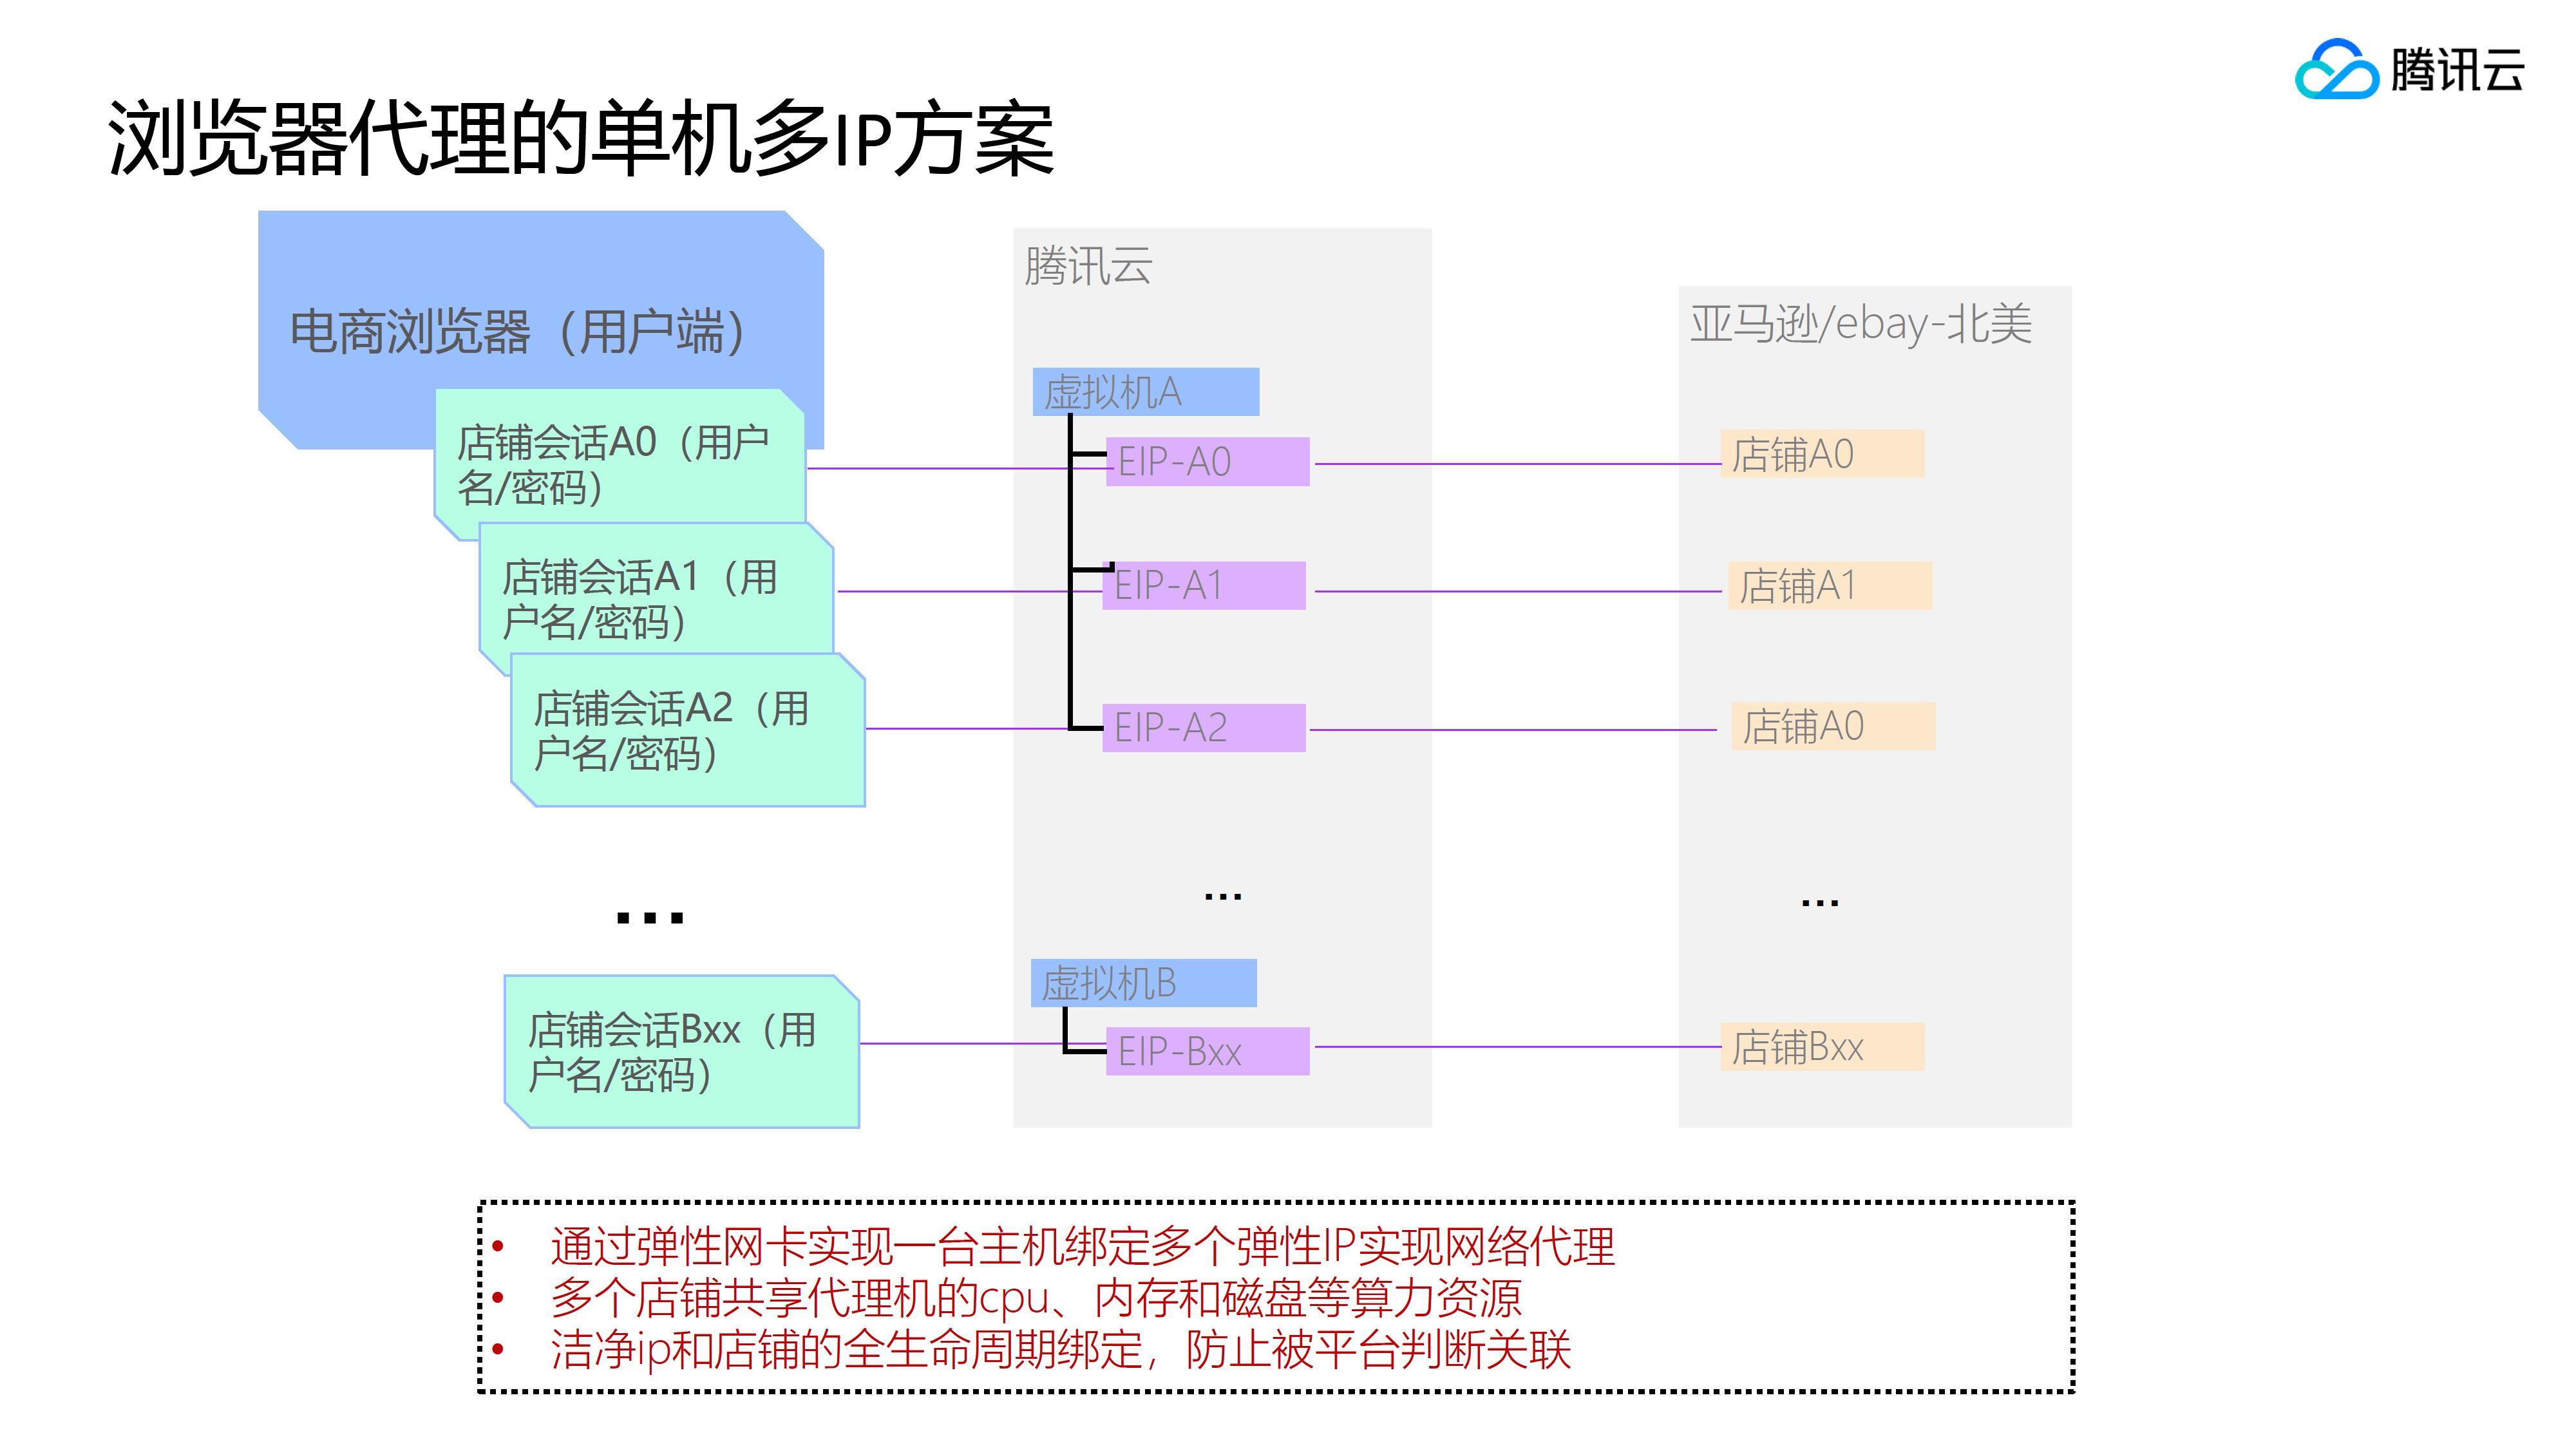 腾讯云
浏览器代理的单机多IP方案
电商浏览器（用户端）
店铺会话A0（用户
名/密码）
店铺会话A1（用
户名/密码）
店铺会话A2（用
户名/密码）
...
店铺会话Bxx（用
户名/密码）
腾讯云
虚拟机A
EIP-A0
EIP-A1
EIP-A2
...
虚拟机B
EIP-Bxx
亚马逊/ebay-北美
店铺A0
店铺A1
店铺A0
...
店铺Bxx
• 通过弹性网卡实现一台主机绑定多个弹性IP实现网络代理
• 多个店铺共享代理机的cpu、内存和磁盘等算力资源
• 洁净ip和店铺的全生命周期绑定，防止被平台判断关联